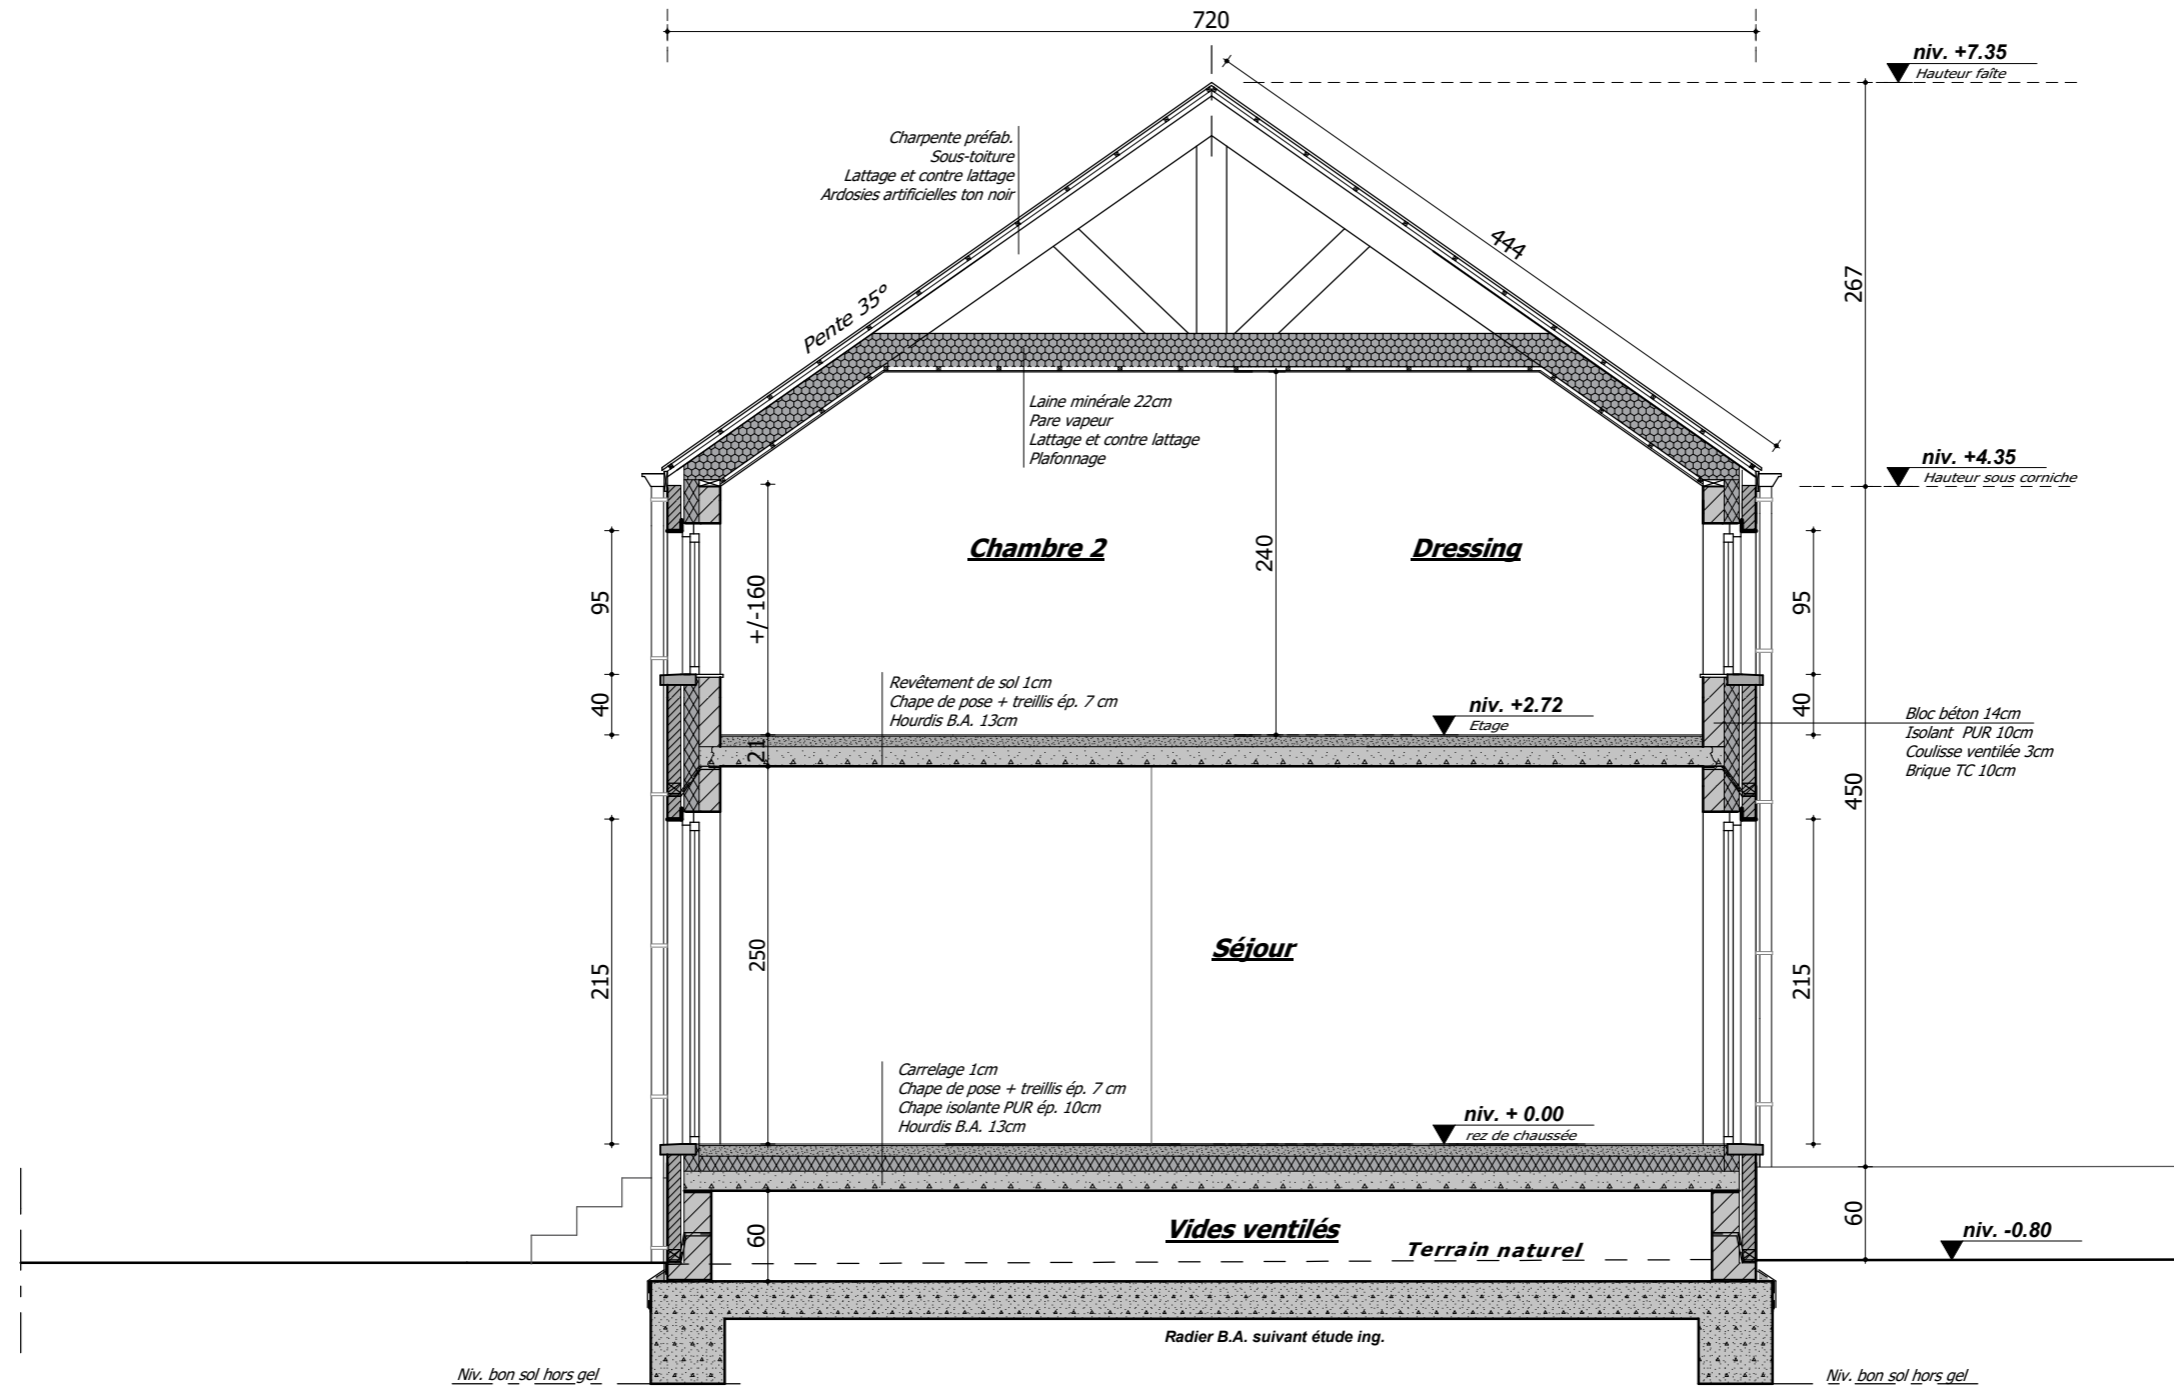 720
niv. +7.35
Hauteur faîte
Charpente préfab.
Sous-toiture
Lattage et contre lattage
Ardosies artificielles ton noir
444
267
Pente 35°
Laine minérale 22cm
Pare vapeur
Lattage et contre lattage
Plafonnage
niv. +4.35
Hauteur sous corniche
Chambre 2
240
Dressing
95
+/-160
95
Revêtement de sol 1cm
Chape de pose + treillis ép. 7 cm
Hourdis B.A. 13cm
40
niv. +2.72
Etage
40
Bloc béton 14cm
Isolant PUR 10cm
Coulisse ventilée 3cm
Brique TC 10cm
21
450
Séjour
215
250
215
Carrelage 1cm
Chape de pose + treillis ép. 7 cm
Chape isolante PUR ép. 10cm
Hourdis B.A. 13cm
niv. + 0.00
rez de chaussée
60
Vides ventilés
60
niv. -0.80
Terrain naturel
Radier B.A. suivant étude ing.
Niv. bon sol hors gel
Niv. bon sol hors gel